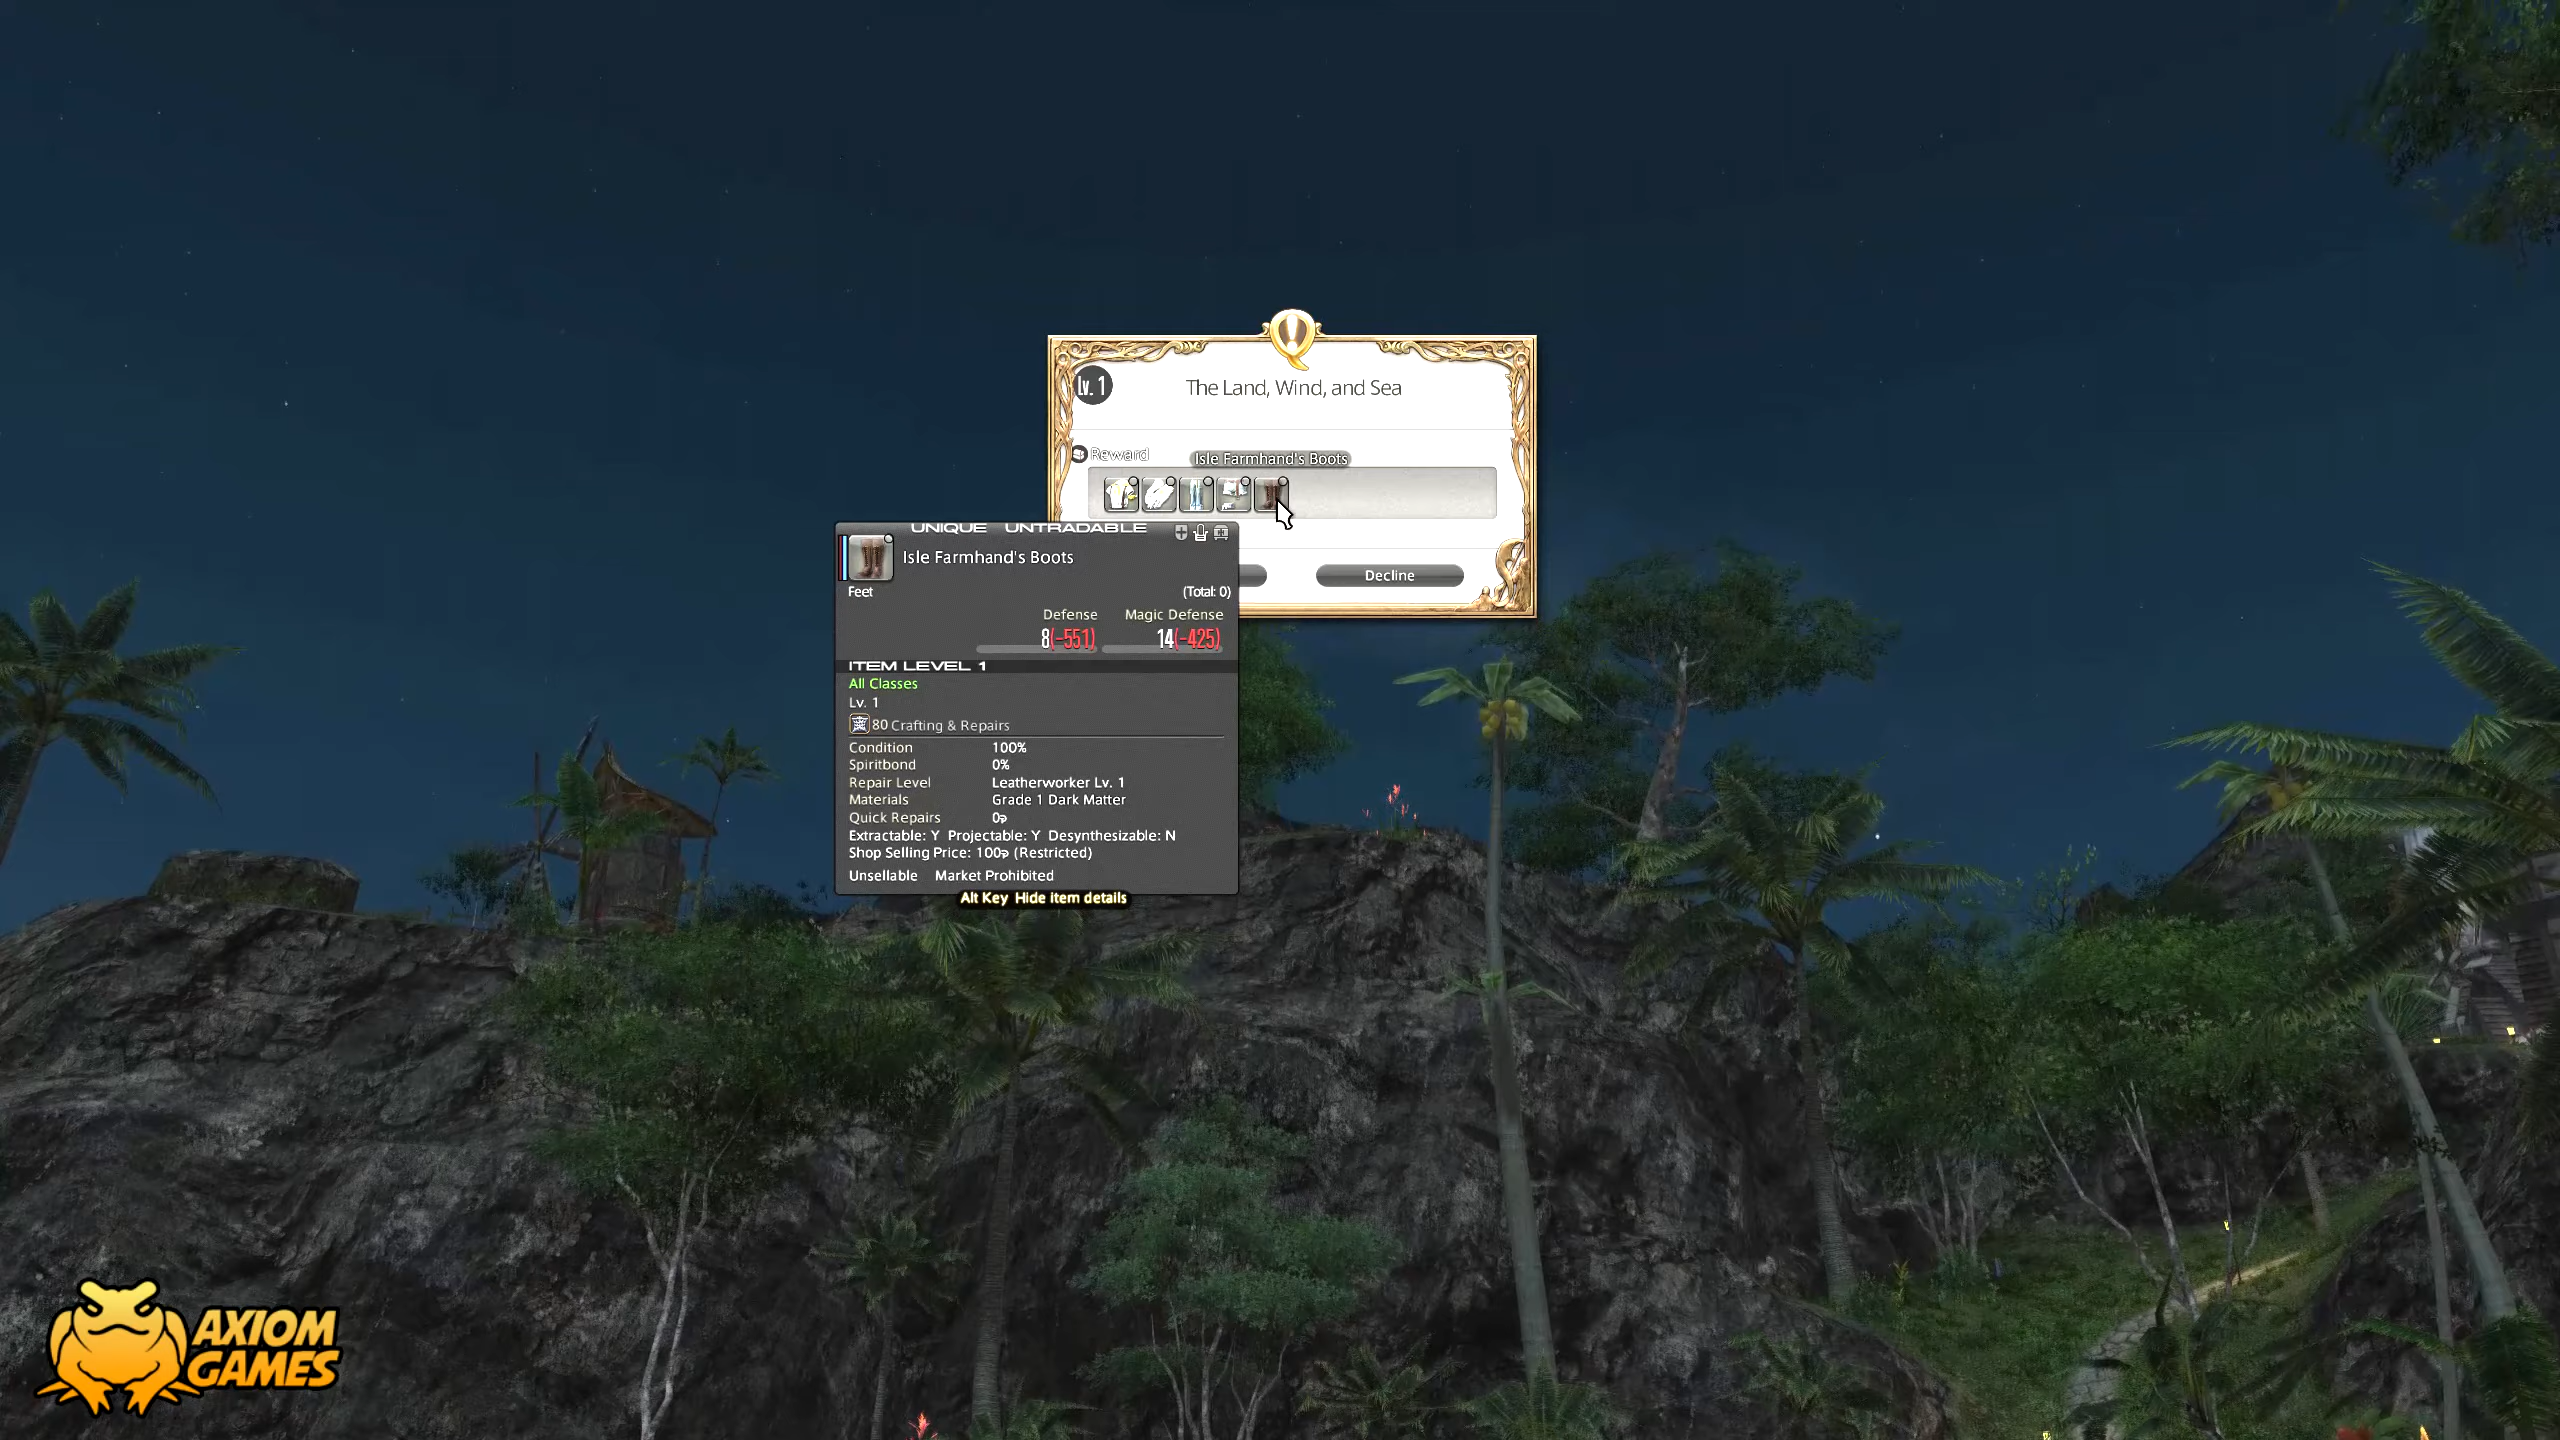 Lv. 1
The Land, Wind, and Sea
Reward
Isle Farmhand's Boots
Decline
UNIQUE UNTRADABLE
Isle Farmhand's Boots
Feet (Total: 0)
Defense Magic Defense
8(-551) 14(-425)
ITEM LEVEL 1
All Classes
Lv. 1
80 Crafting & Repairs
Condition 100%
Spiritbond 0%
Repair Level Leatherworker Lv. 1
Materials Grade 1 Dark Matter
Quick Repairs 0
Extractable: Y Projectable: Y Desynthesizable: N
Shop Selling Price: 100 (Restricted)
Unsellable Market Prohibited
Alt Key Hide item details
AXIOM
GAMES